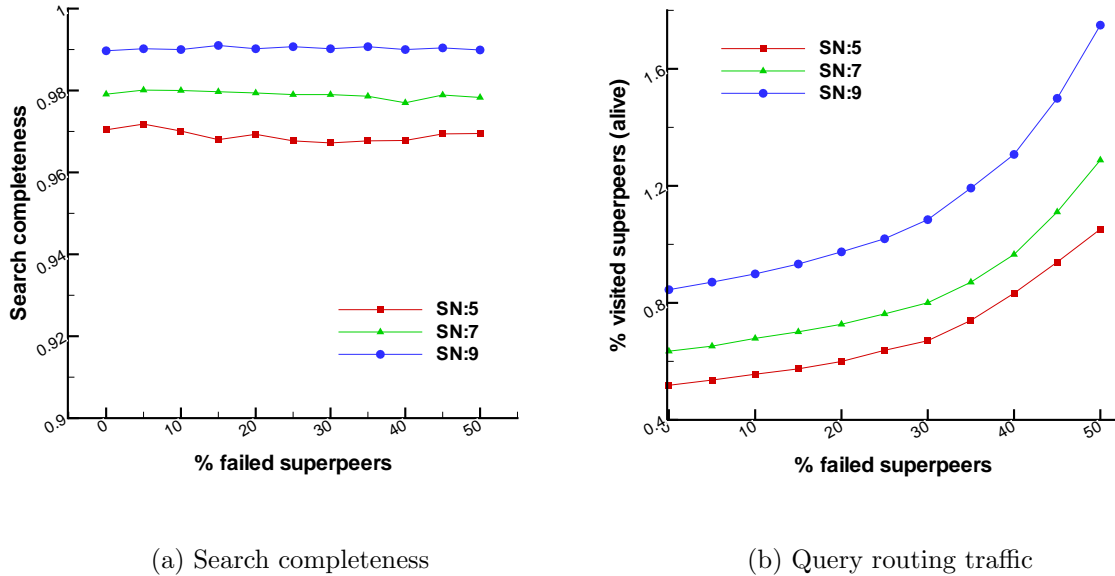 1
0.98
0.96
0.94
0.92
0.9
Search completeness
0
10
20
30
40
50
% failed superpeers
SN:5
SN:7
SN:9
(a) Search completeness
SN:5
SN:7
SN:9
1.6
1.2
0.8
0.4
% visited superpeers (alive)
0
10
20
30
40
50
% failed superpeers
(b) Query routing traffic